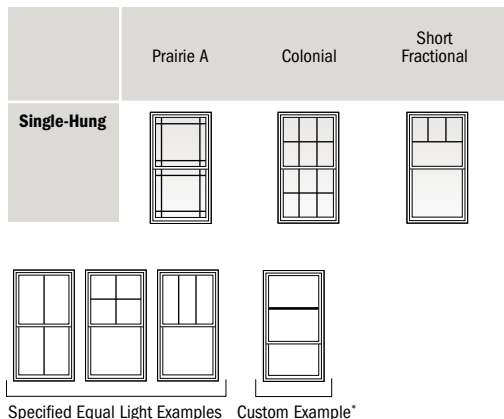 Prairie A
Colonial
Short
Fractional
Single-Hung
Specified Equal Light Examples
Custom Example*